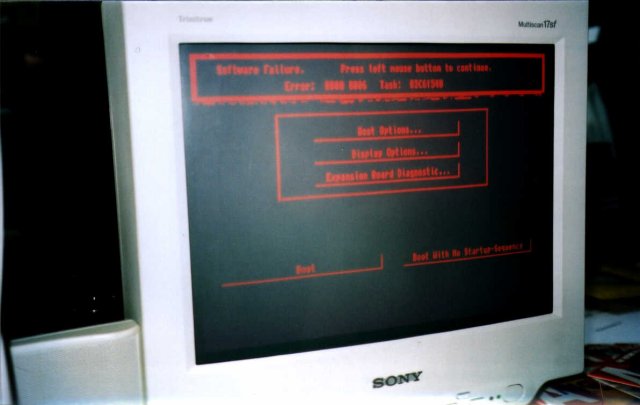 Trinitron
Multiscan 17sf
Software Failure. Press left mouse button to continue.
Error: 8000 0006 Task: 02C61940
Boot Options...
Display Options...
Expansion Board Diagnostic...
Boot
Boot With No Startup-Sequence
SONY